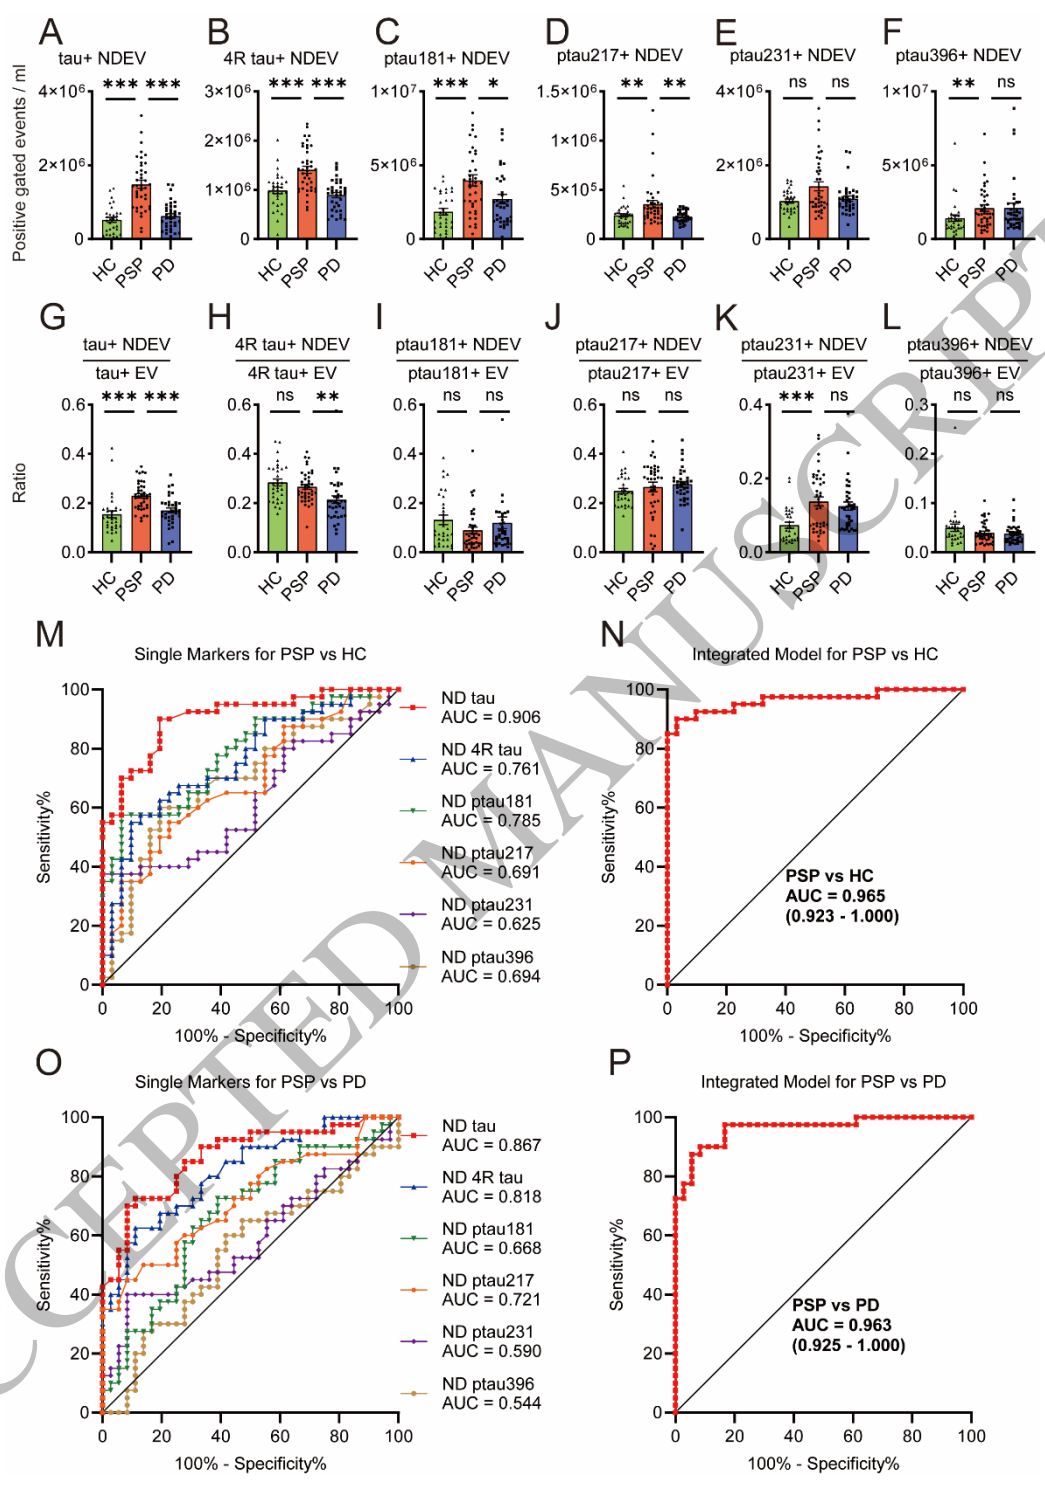 A
B
C
D
E
F
tau+ NDEV
4R tau+ NDEV
ptau181+ NDEV
ptau217+ NDEV
ptau231+ NDEV
ptau396+ NDEV
Positive gated events / ml
*** ***
*** ***
*** *
** **
ns ns
** ns
4×10⁶
2×10⁶
0
3×10⁶
2×10⁶
1×10⁶
0
1×10⁷
5×10⁶
0
1.5×10⁶
1×10⁶
5×10⁵
0
4×10⁶
2×10⁶
0
1×10⁷
5×10⁶
0
HC PSP PD
HC PSP PD
HC PSP PD
HC PSP PD
HC PSP PD
HC PSP PD
G
H
I
J
K
L
tau+ NDEV
tau+ EV
4R tau+ NDEV
4R tau+ EV
ptau181+ NDEV
ptau181+ EV
ptau217+ NDEV
ptau217+ EV
ptau231+ NDEV
ptau231+ EV
ptau396+ NDEV
ptau396+ EV
Ratio
*** ***
ns **
ns ns
ns ns
*** ns
ns ns
0.6
0.4
0.2
0.0
0.6
0.4
0.2
0.0
0.6
0.4
0.2
0.0
0.6
0.4
0.2
0.0
0.4
0.2
0.0
0.3
0.2
0.1
0.0
HC PSP PD
HC PSP PD
HC PSP PD
HC PSP PD
HC PSP PD
HC PSP PD
M
Single Markers for PSP vs HC
Sensitivity%
100
80
60
40
20
0
0 20 40 60 80 100
100% - Specificity%
ND tau
AUC = 0.906
ND 4R tau
AUC = 0.761
ND ptau181
AUC = 0.785
ND ptau217
AUC = 0.691
ND ptau231
AUC = 0.625
ND ptau396
AUC = 0.694
N
Integrated Model for PSP vs HC
Sensitivity%
100
80
60
40
20
0
0 20 40 60 80 100
100% - Specificity%
PSP vs HC
AUC = 0.965
(0.923 - 1.000)
O
Single Markers for PSP vs PD
Sensitivity%
100
80
60
40
20
0
0 20 40 60 80 100
100% - Specificity%
ND tau
AUC = 0.867
ND 4R tau
AUC = 0.818
ND ptau181
AUC = 0.668
ND ptau217
AUC = 0.721
ND ptau231
AUC = 0.590
ND ptau396
AUC = 0.544
P
Integrated Model for PSP vs PD
Sensitivity%
100
80
60
40
20
0
0 20 40 60 80 100
100% - Specificity%
PSP vs PD
AUC = 0.963
(0.925 - 1.000)
CCEPTED MANUSCRIPT